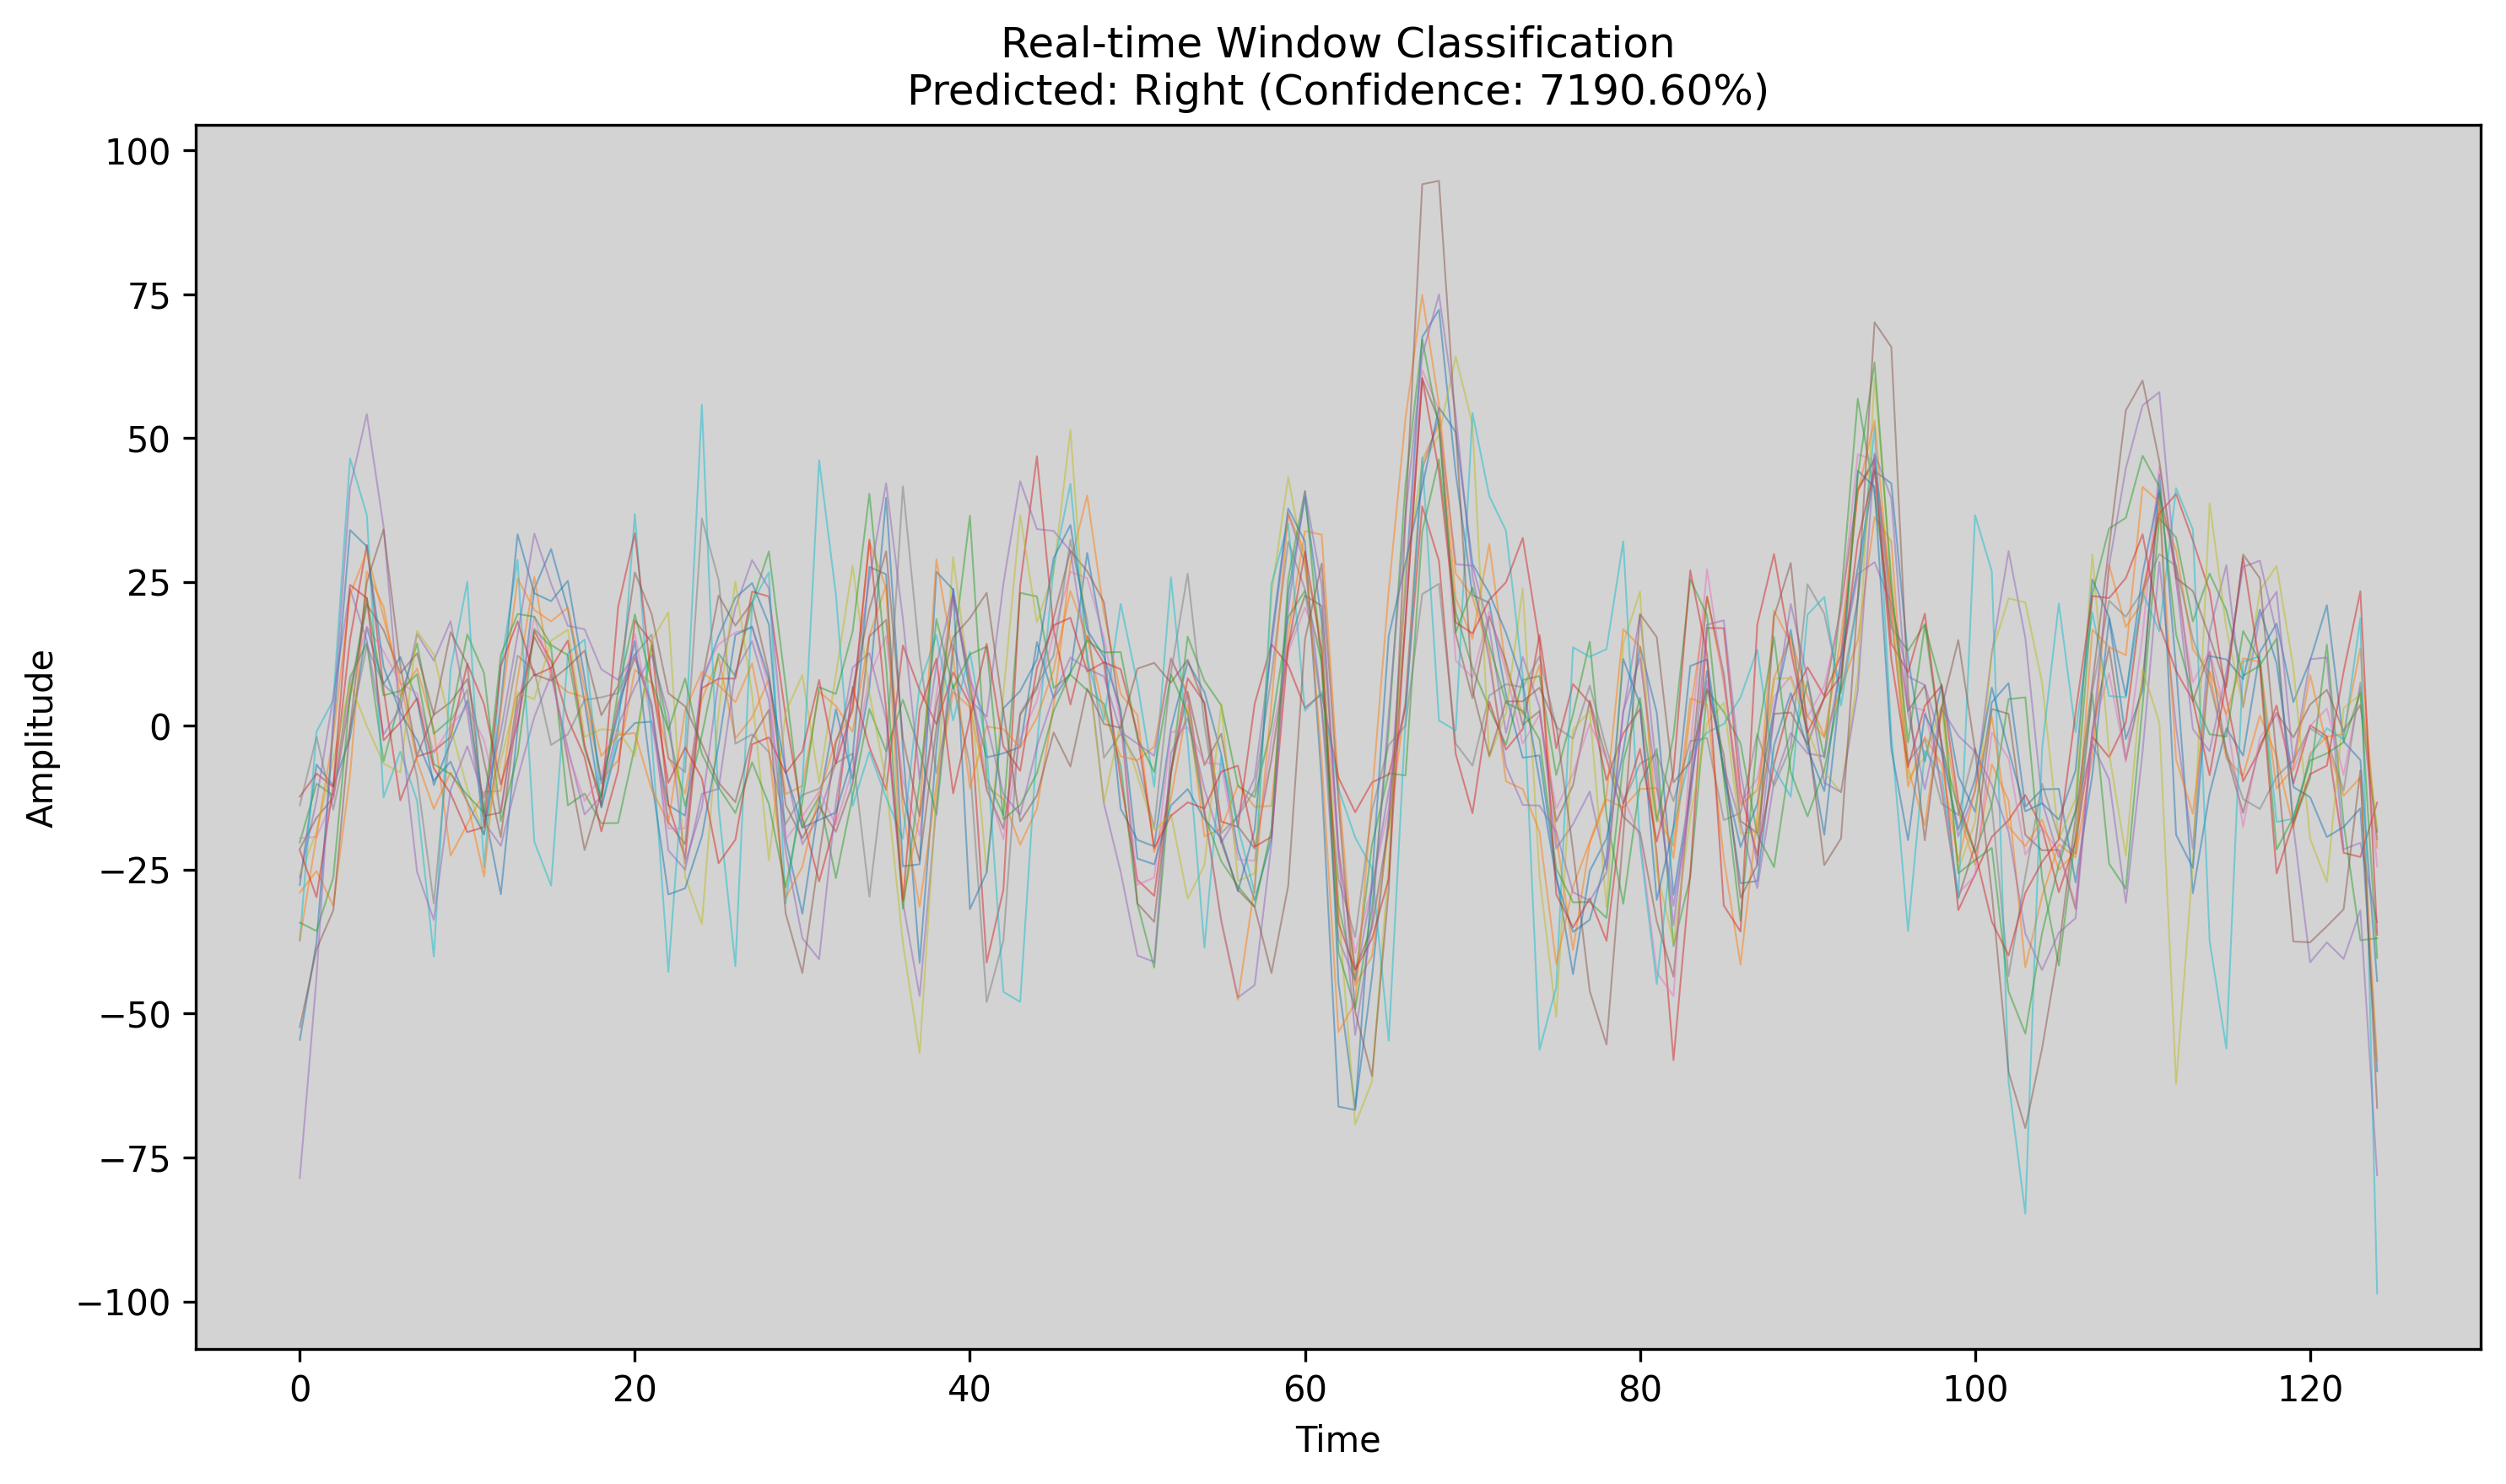 Real-time Window Classification
Predicted: Right (Confidence: 7190.60%)
100
75
50
25
0
−25
−50
−75
−100
Amplitude
0 20 40 60 80 100 120
Time